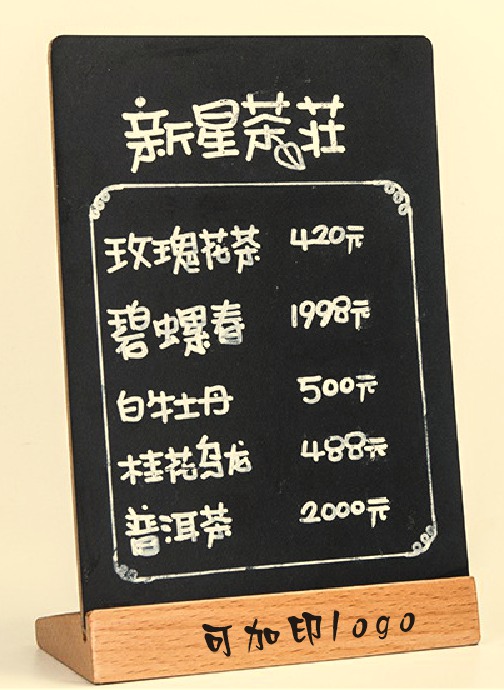 新星茶莊
玫瑰花茶 420元
碧螺春 1998元
白牡丹 500元
桂花乌龙 488元
普洱茶 2000元
可加印logo